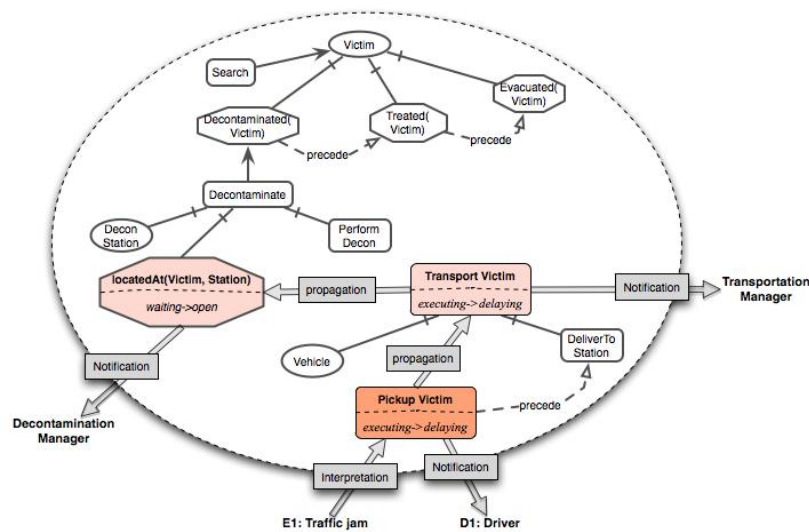 Victim
Search
Evacuated(
Victim)
Decontaminated(
Victim)
Treated(
Victim)
precede
precede
Decontaminate
Decon
Station
Perform
Decon
locatedAt(Victim, Station)
waiting->open
propagation
Transport Victim
executing->delaying
Notification
Transportation
Manager
Notification
Vehicle
propagation
DeliverTo
Station
Decontamination
Manager
Pickup Victim
executing->delaying
precede
Interpretation
Notification
E1: Traffic jam
D1: Driver